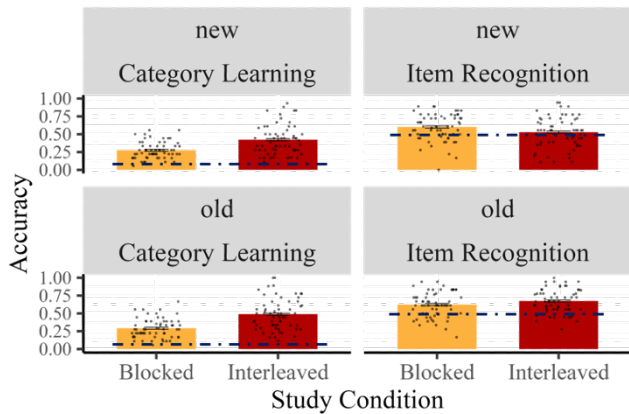 new
Category Learning
new
Item Recognition
1.00
0.75
0.50
0.25
0.00
old
Category Learning
old
Item Recognition
1.00
0.75
0.50
0.25
0.00
Accuracy
Blocked
Interleaved
Blocked
Interleaved
Study Condition